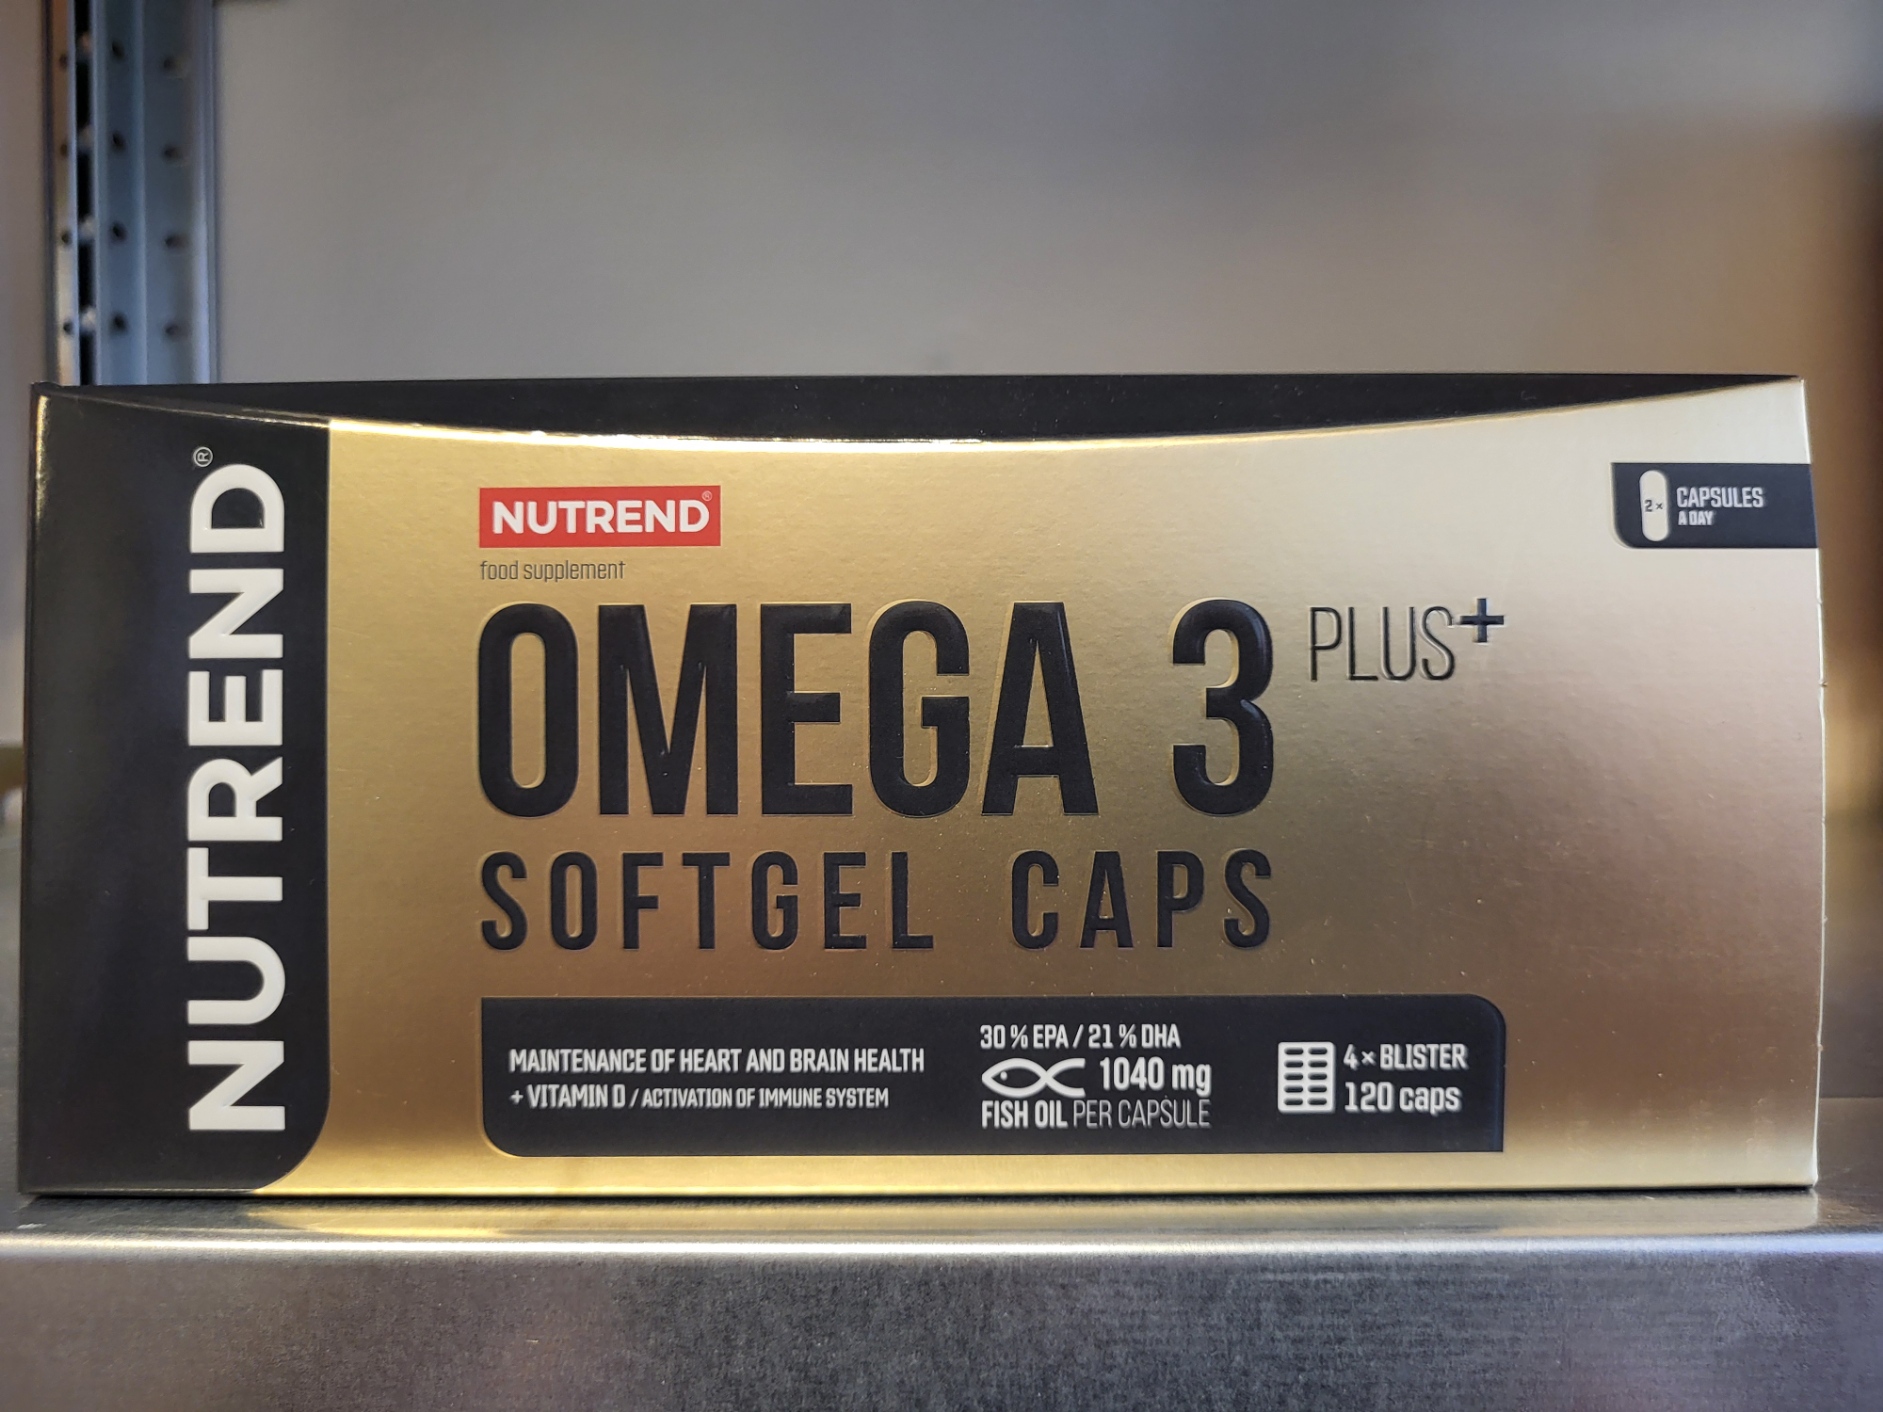 NUTREND®
NUTREND®
food supplement
2× CAPSULES
A DAY
OMEGA 3 PLUS+
SOFTGEL CAPS
MAINTENANCE OF HEART AND BRAIN HEALTH
+ VITAMIN D / ACTIVATION OF IMMUNE SYSTEM
30 % EPA / 21 % DHA
1040 mg
FISH OIL PER CAPSULE
4× BLISTER
120 caps